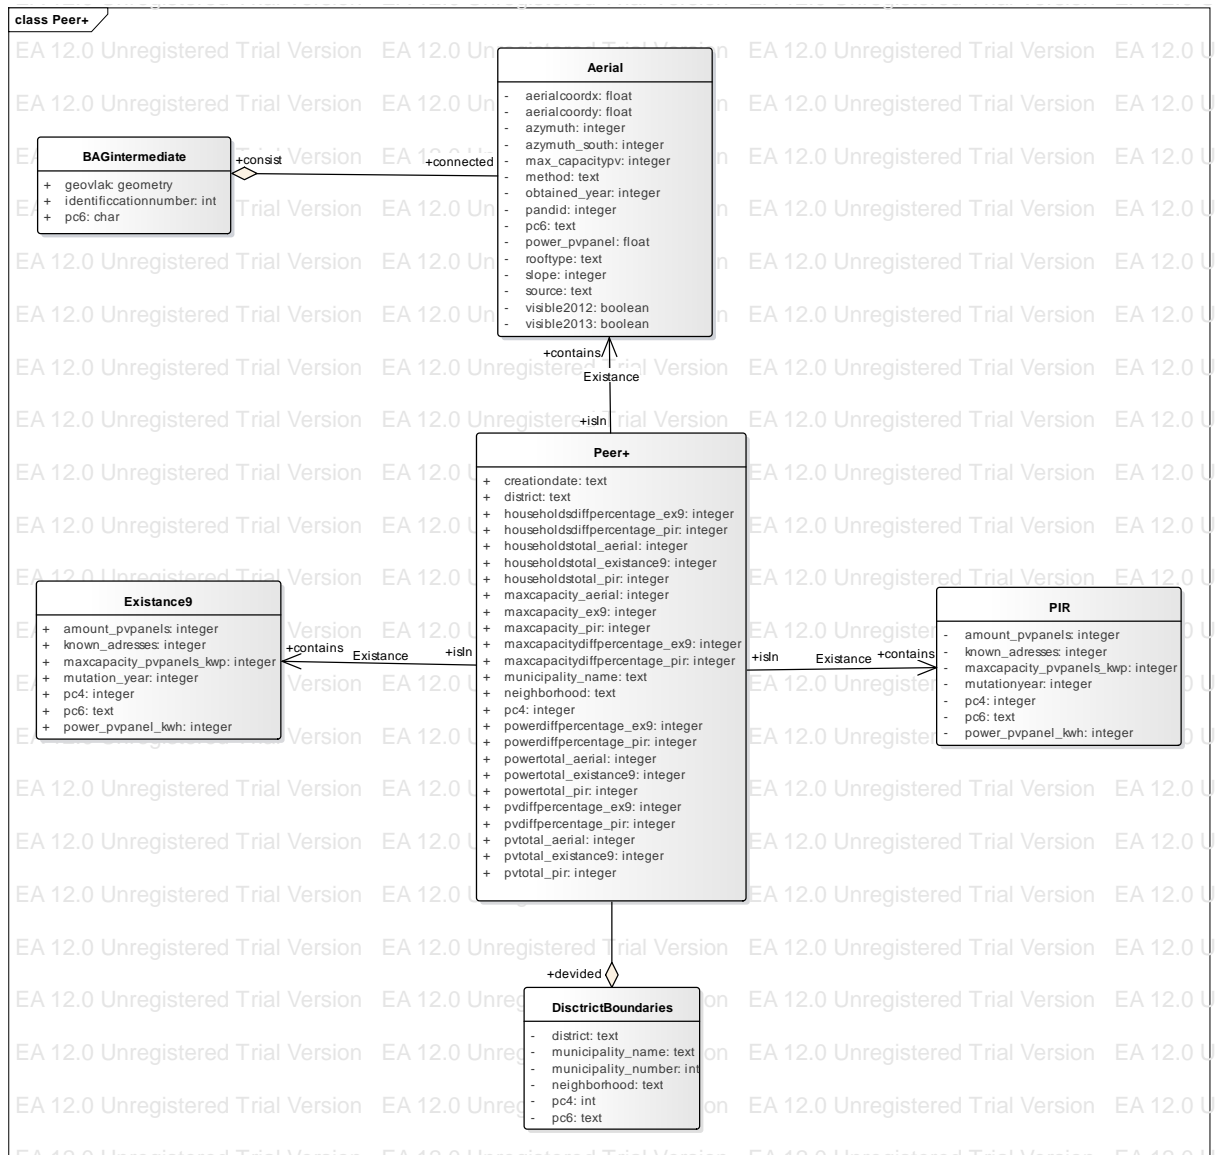 class Peer+
Aerial
- aerialcoordx: float
- aerialcoordy: float
- azymuth: integer
- azymuth_south: integer
- max_capacitypv: integer
- method: text
- obtained_year: integer
- pandid: integer
- pc6: text
- power_pvpanel: float
- rooftype: text
- slope: integer
- source: text
- visible2012: boolean
- visible2013: boolean
BAGintermediate
+ geovlak: geometry
+ identificcationnumber: int
+ pc6: char
+consist
+connected
+contains
Existance
+isIn
Peer+
+ creationdate: text
+ district: text
+ householdsdiffpercentage_ex9: integer
+ householdsdiffpercentage_pir: integer
+ householdstotal_aerial: integer
+ householdstotal_existance9: integer
+ householdstotal_pir: integer
+ maxcapacity_aerial: integer
+ maxcapacity_ex9: integer
+ maxcapacity_pir: integer
+ maxcapacitydiffpercentage_ex9: integer
+ maxcapacitydiffpercentage_pir: integer
+ municipality_name: text
+ neighborhood: text
+ pc4: integer
+ powerdiffpercentage_ex9: integer
+ powerdiffpercentage_pir: integer
+ powertotal_aerial: integer
+ powertotal_existance9: integer
+ powertotal_pir: integer
+ pvdiffpercentage_ex9: integer
+ pvdiffpercentage_pir: integer
+ pvtotal_aerial: integer
+ pvtotal_existance9: integer
+ pvtotal_pir: integer
Existance9
+ amount_pvpanels: integer
+ known_adresses: integer
+ maxcapacity_pvpanels_kwp: integer
+ mutation_year: integer
+ pc4: integer
+ pc6: text
+ power_pvpanel_kwh: integer
+contains
Existance
+isIn
+isIn
Existance
+contains
PIR
- amount_pvpanels: integer
- known_adresses: integer
- maxcapacity_pvpanels_kwp: integer
- mutationyear: integer
- pc4: integer
- pc6: text
- power_pvpanel_kwh: integer
+devided
DisctrictBoundaries
- district: text
- municipality_name: text
- municipality_number: int
- neighborhood: text
- pc4: int
- pc6: text
EA 12.0 Unregistered Trial Version